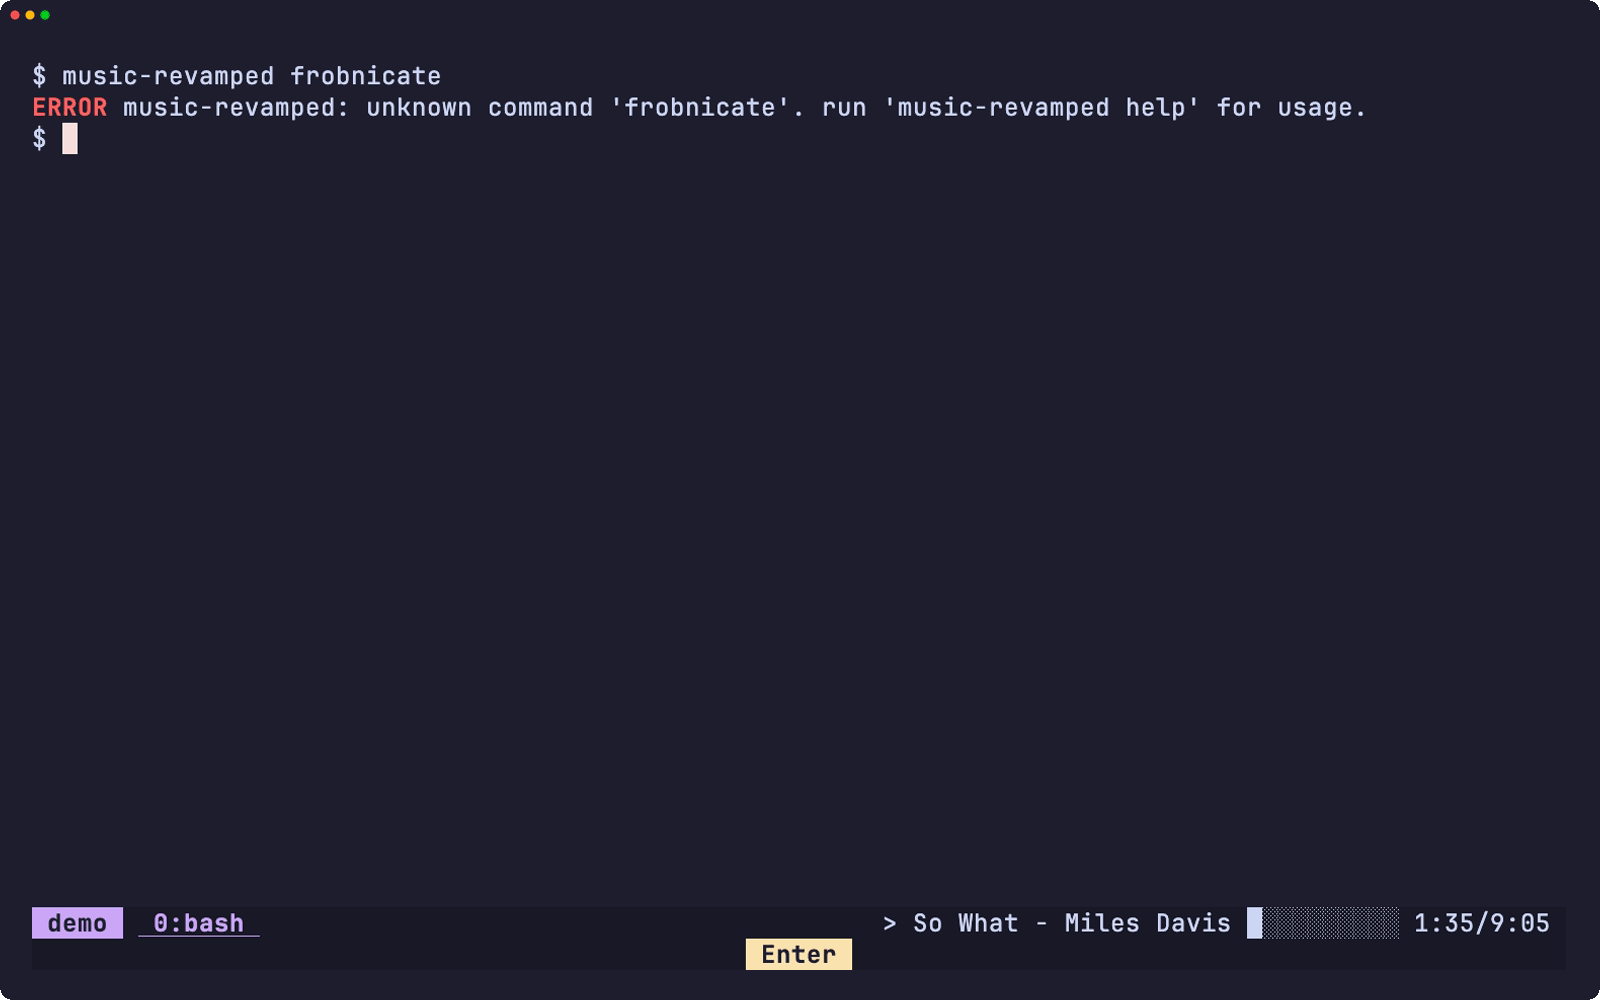 $ music-revamped frobnicate
ERROR music-revamped: unknown command 'frobnicate'. run 'music-revamped help' for usage.
$
demo 0:bash > So What - Miles Davis 1:35/9:05
Enter